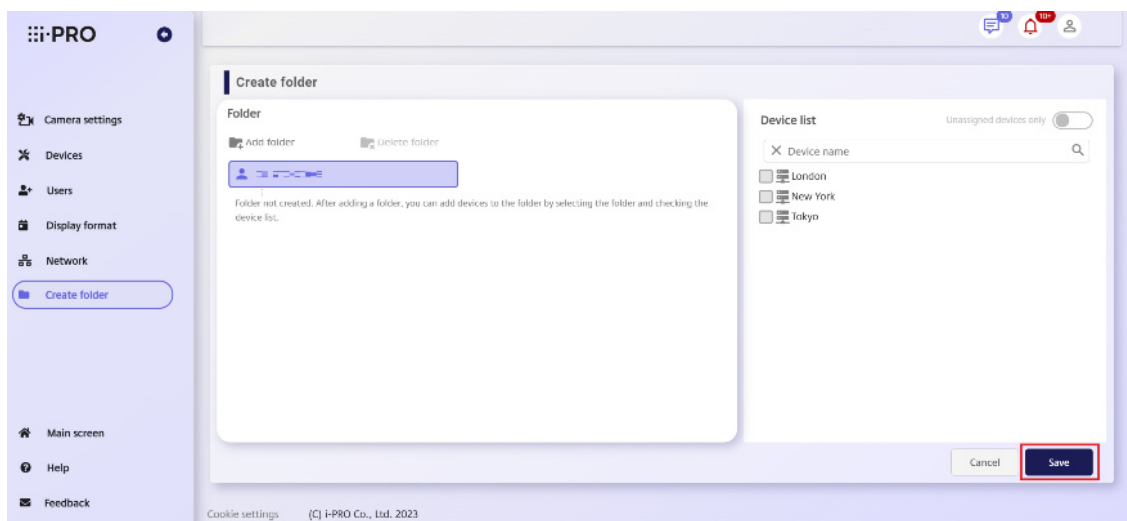 i-PRO
10
10+
Create folder
Folder
Add folder
Delete folder
Folder not created. After adding a folder, you can add devices to the folder by selecting the folder and checking the
device list.
Device list
Unassigned devices only
Device name
London
New York
Tokyo
Cancel
Save
Camera settings
Devices
Users
Display format
Network
Create folder
Main screen
Help
Feedback
Cookie settings
(C) i-PRO Co., Ltd. 2023